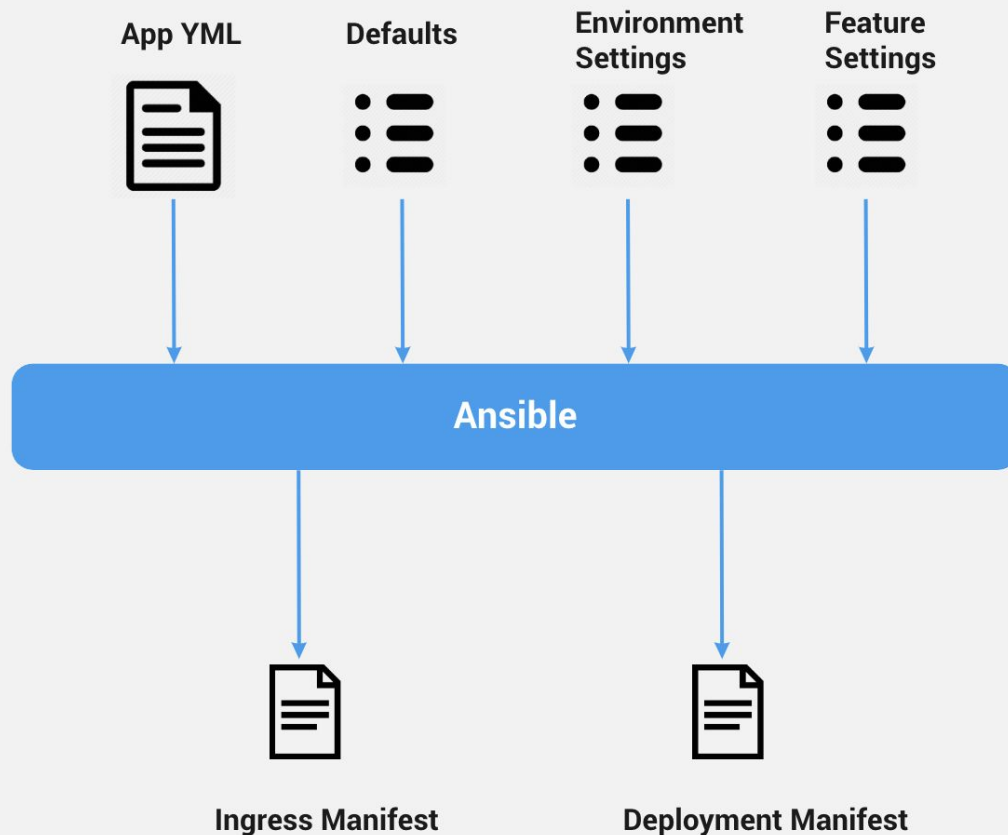 App YML
Defaults
Environment
Settings
Feature
Settings
Ansible
Ingress Manifest
Deployment Manifest